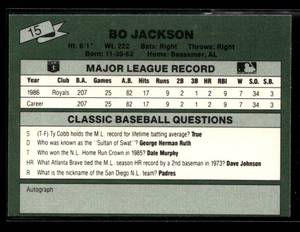 15
BO JACKSON
Ht. 6'1" Wt. 222 Bats: Right Throws: Right
Born: 11-30-62 Home: Bessemer, AL
MAJOR LEAGUE RECORD
Year Club BA G AB H R 2B 3B HR RBI W S.O. S.B.
1986 Royals .207 25 82 17 9 2 1 2 9 7 34 3
Career .207 25 82 17 9 2 1 2 9 7 34 3
CLASSIC BASEBALL QUESTIONS
S (T-F) Ty Cobb holds the M.L. record for lifetime batting average? True
D Who was known as the "Sultan of Swat"? George Herman Ruth
T Who won the N.L. Home Run Crown in 1985? Dale Murphy
HR What Atlanta Brave tied the M.L. season HR record by a 2nd baseman in 1973? Dave Johnson
R What is the nickname of the San Diego N.L. team? Padres
Autograph